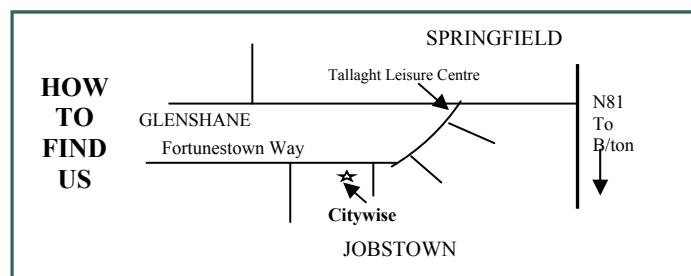 HOW
TO
FIND
US
SPRINGFIELD
Tallaght Leisure Centre
N81
To
B/ton
GLENSHANE
Fortunestown Way
Citywise
JOBSTOWN